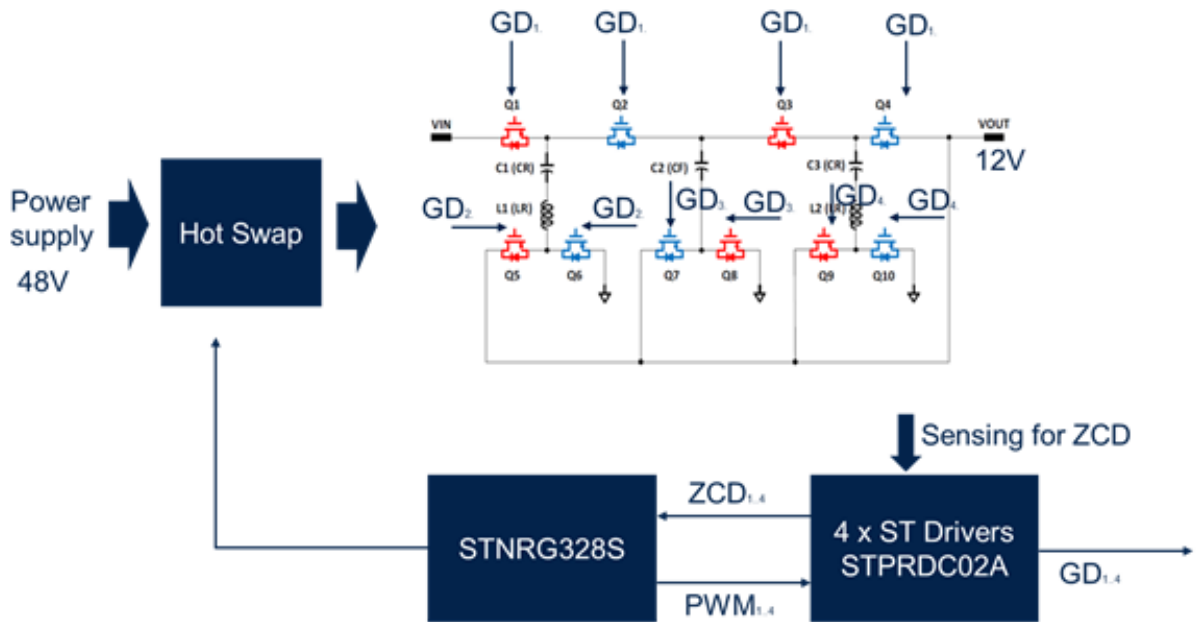 GD1. GD1. GD1. GD1.
Q1 Q2 Q3 Q4
VIN VOUT
12V
C1 (CR) C2 (CF) C3 (CR)
Power
supply
48V
Hot Swap
GD2. L1 (LR) GD2. GD3. GD3. L2 (LR) GD4. GD4.
Q5 Q6 Q7 Q8 Q9 Q10
Sensing for ZCD
ZCD1..4
STNRG328S
4 x ST Drivers
STPRDC02A
PWM1..4
GD1..4